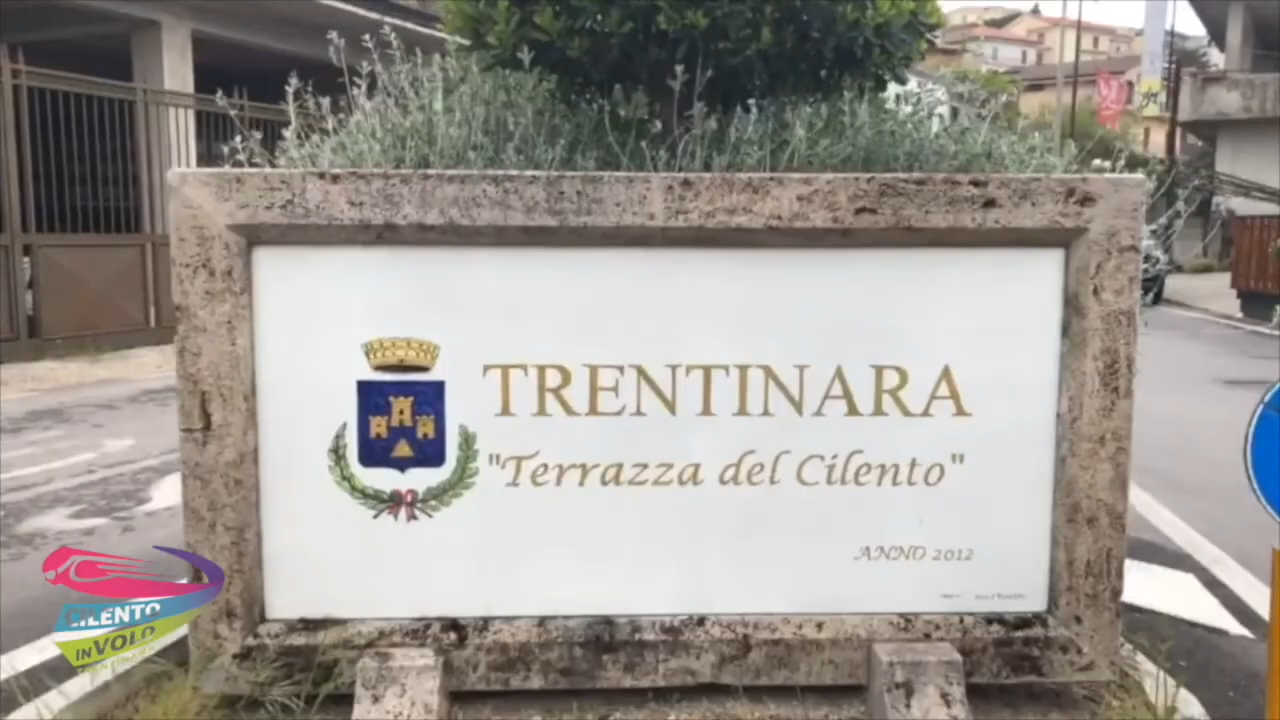 TRENTINARA
"Terrazza del Cilento"
ANNO 2012
CILENTO
IN VOLO